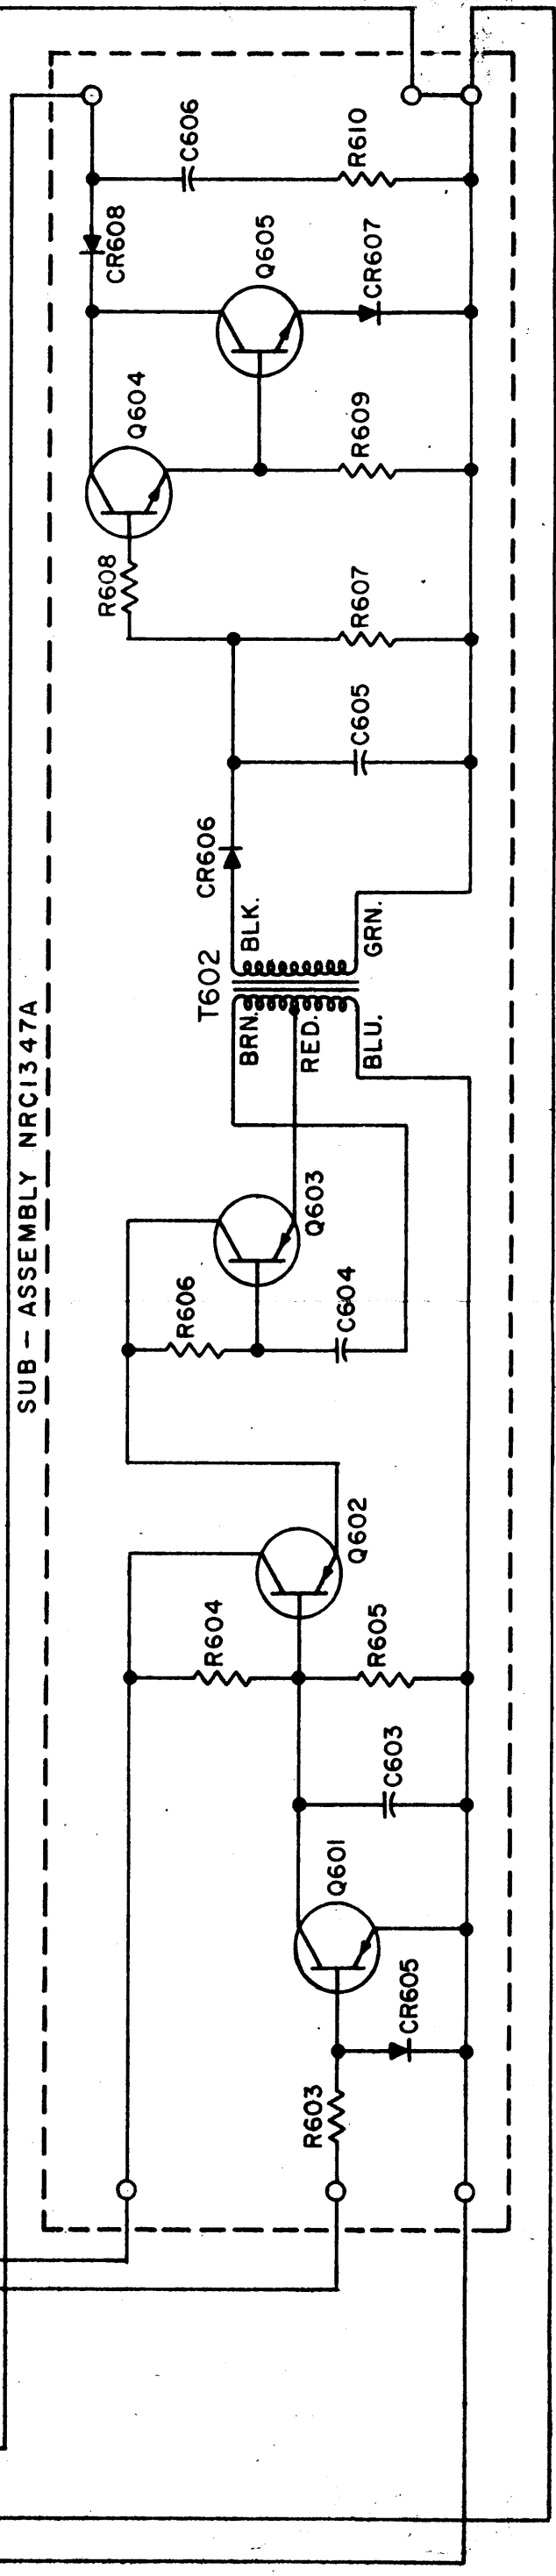 SUB – ASSEMBLY NRC1347A
C606
R610
CR608
Q605
CR607
Q604
R609
R608
R607
C605
CR606
BLK.
GRN.
T602
BRN.
RED.
BLU.
Q603
R606
C604
Q602
R604
R605
C603
Q601
CR605
R603